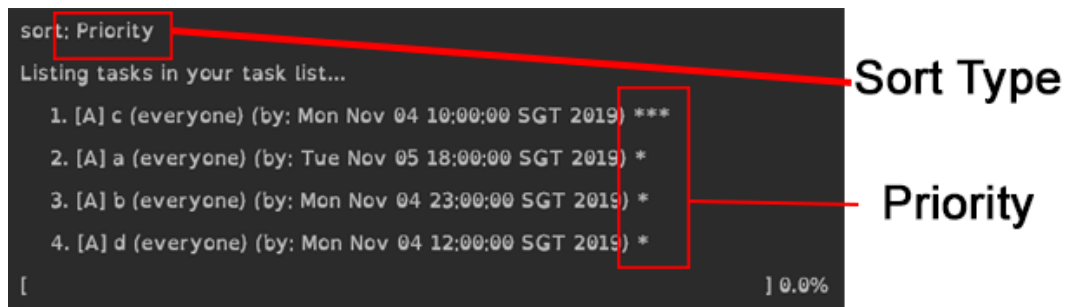 sort: Priority
Listing tasks in your task list...
1. [A] c (everyone) (by: Mon Nov 04 10:00:00 SGT 2019) ***
2. [A] a (everyone) (by: Tue Nov 05 18:00:00 SGT 2019) *
3. [A] b (everyone) (by: Mon Nov 04 23:00:00 SGT 2019) *
4. [A] d (everyone) (by: Mon Nov 04 12:00:00 SGT 2019) *
[ ] 0.0%
Sort Type
Priority